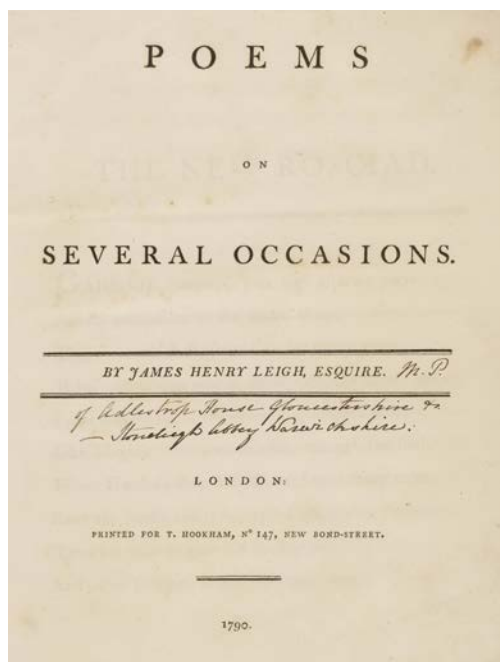 POEMS
ON
SEVERAL OCCASIONS.
BY JAMES HENRY LEIGH, ESQUIRE. M.P.
of Adlestrop House Gloucestershire &c.
— Stoneleigh Abbey Warwickshire.
LONDON:
PRINTED FOR T. HOOKHAM, Nº 147, NEW BOND-STREET.
1790.